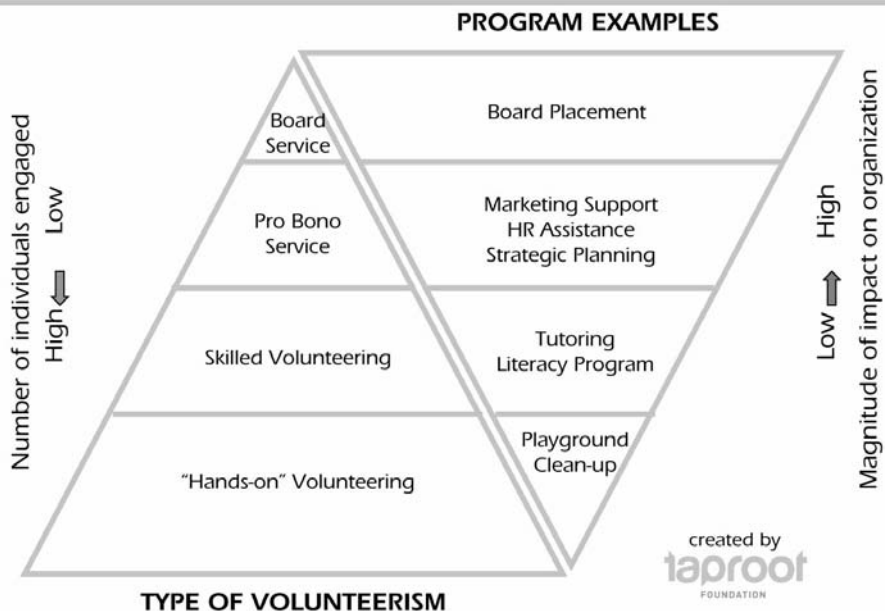 PROGRAM EXAMPLES
Board
Service
Board Placement
Pro Bono
Service
Marketing Support
HR Assistance
Strategic Planning
Skilled Volunteering
Tutoring
Literacy Program
"Hands-on" Volunteering
Playground
Clean-up
Number of individuals engaged
High Low
Low High
Magnitude of impact on organization
created by
taproot
FOUNDATION
TYPE OF VOLUNTEERISM